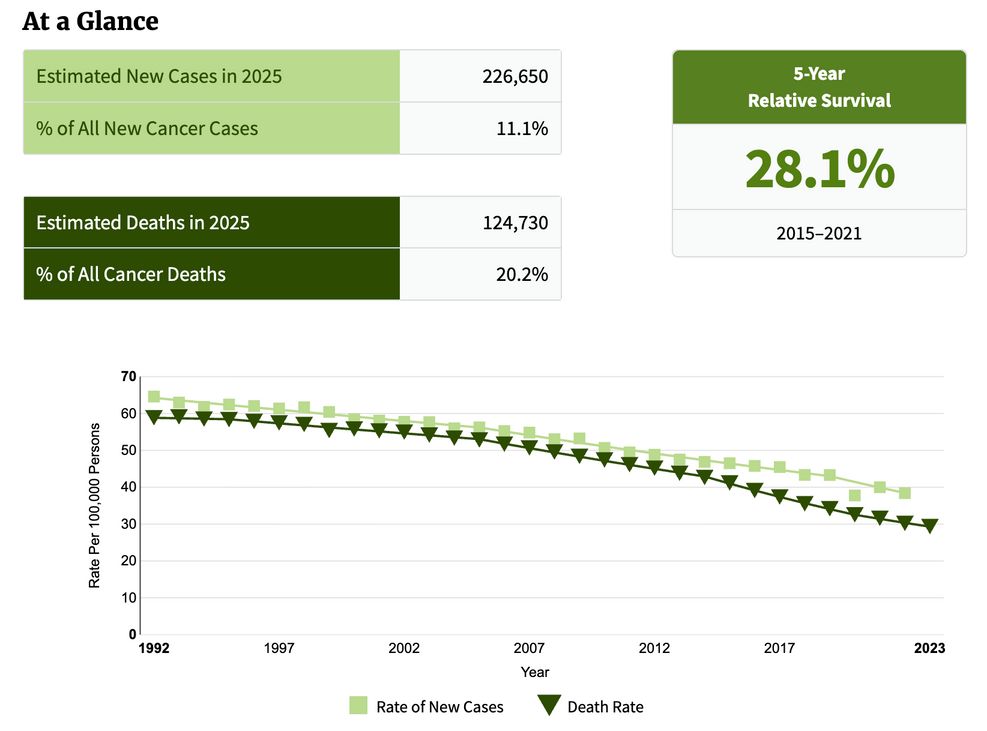 At a Glance
Estimated New Cases in 2025 226,650
% of All New Cancer Cases 11.1%
Estimated Deaths in 2025 124,730
% of All Cancer Deaths 20.2%
5-Year
Relative Survival
28.1%
2015–2021
Rate Per 100,000 Persons
70
60
50
40
30
20
10
0
1992 1997 2002 2007 2012 2017 2023
Year
Rate of New Cases Death Rate